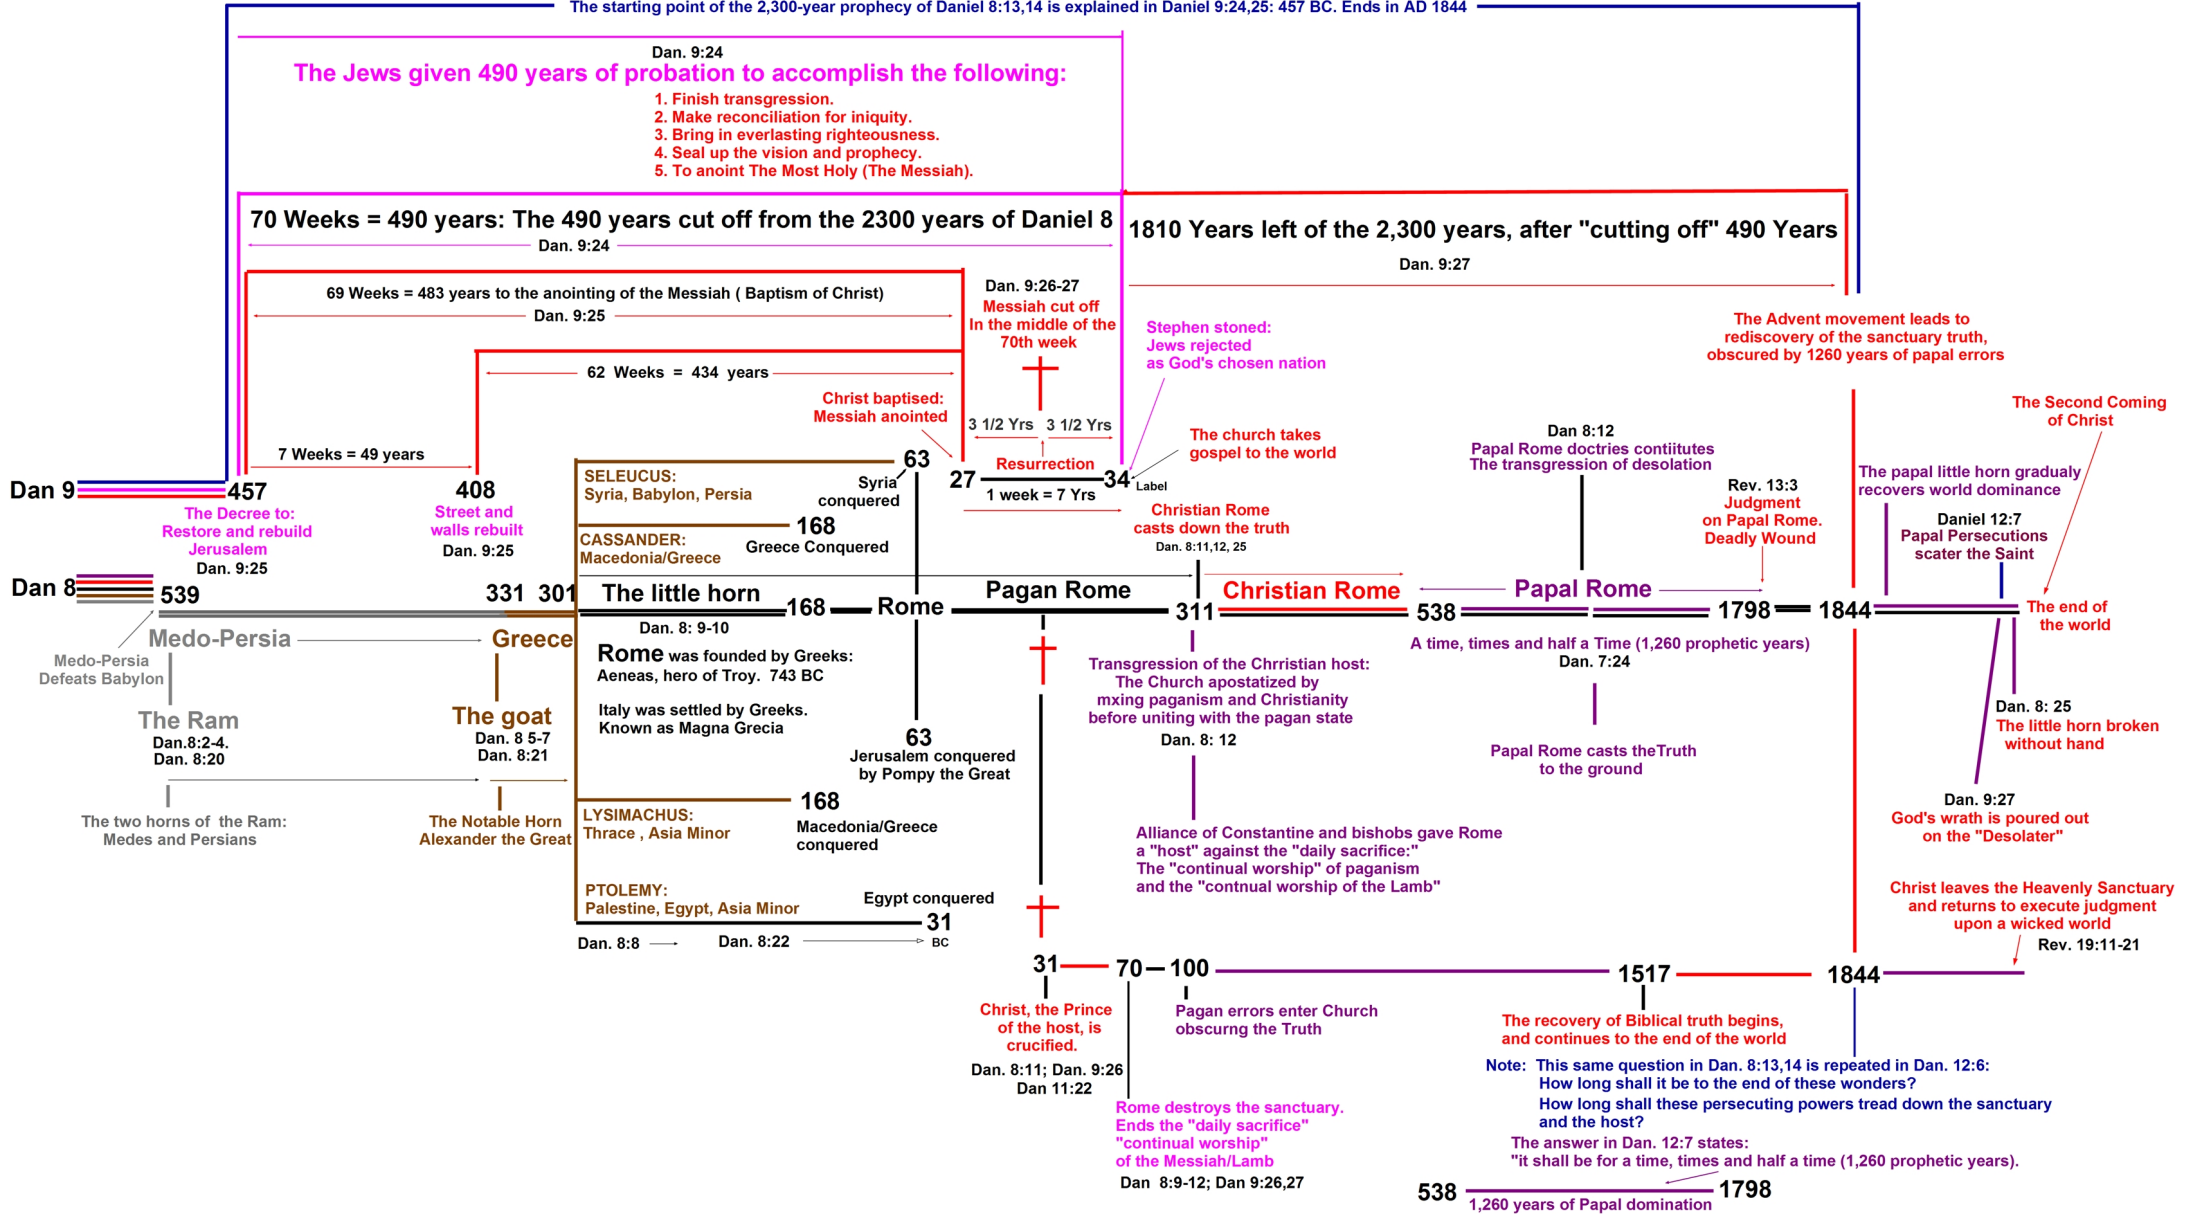 The starting point of the 2,300-year prophecy of Daniel 8:13,14 is explained in Daniel 9:24,25: 457 BC. Ends in AD 1844
Dan. 9:24
The Jews given 490 years of probation to accomplish the following:
1. Finish transgression.
2. Make reconciliation for iniquity.
3. Bring in everlasting righteousness.
4. Seal up the vision and prophecy.
5. To anoint The Most Holy (The Messiah).
70 Weeks = 490 years: The 490 years cut off from the 2300 years of Daniel 8
Dan. 9:24
1810 Years left of the 2,300 years, after "cutting off" 490 Years
Dan. 9:27
69 Weeks = 483 years to the anointing of the Messiah ( Baptism of Christ)
Dan. 9:25
Dan. 9:26-27
Messiah cut off
In the middle of the
70th week
62 Weeks = 434 years
Stephen stoned:
Jews rejected
as God's chosen nation
The Advent movement leads to
rediscovery of the sanctuary truth,
obscured by 1260 years of papal errors
Christ baptised:
Messiah anointed
3 1/2 Yrs
3 1/2 Yrs
Resurrection
The church takes
gospel to the world
The Second Coming
of Christ
7 Weeks = 49 years
Dan 9
457
The Decree to:
Restore and rebuild
Jerusalem
Dan. 9:25
408
Street and
walls rebuilt
Dan. 9:25
SELEUCUS:
Syria, Babylon, Persia
63
Syria
conquered
27
1 week = 7 Yrs
34
Label
CASSANDER:
Macedonia/Greece
168
Greece Conquered
Christian Rome
casts down the truth
Dan. 8:11,12, 25
Dan 8:12
Papal Rome doctries contiitutes
The transgression of desolation
Rev. 13:3
Judgment
on Papal Rome.
Deadly Wound
The papal little horn gradualy
recovers world dominance
Daniel 12:7
Papal Persecutions
scater the Saint
Dan 8
539
331
301
The little horn
168
Rome
Pagan Rome
311
Christian Rome
538
Papal Rome
1798
1844
The end of
the world
Medo-Persia
Greece
Medo-Persia
Defeats Babylon
Dan. 8: 9-10
Rome was founded by Greeks:
Aeneas, hero of Troy. 743 BC
Italy was settled by Greeks.
Known as Magna Grecia
The Ram
Dan.8:2-4.
Dan. 8:20
The goat
Dan. 8 5-7
Dan. 8:21
63
Jerusalem conquered
by Pompy the Great
Transgression of the Chrristian host:
The Church apostatized by
mxing paganism and Christianity
before uniting with the pagan state
Dan. 8: 12
A time, times and half a Time (1,260 prophetic years)
Dan. 7:24
Papal Rome casts theTruth
to the ground
Dan. 8: 25
The little horn broken
without hand
The two horns of the Ram:
Medes and Persians
The Notable Horn
Alexander the Great
LYSIMACHUS:
Thrace , Asia Minor
168
Macedonia/Greece
conquered
Alliance of Constantine and bishobs gave Rome
a "host" against the "daily sacrifice:"
The "continual worship" of paganism
and the "contnual worship of the Lamb"
Dan. 9:27
God's wrath is poured out
on the "Desolater"
PTOLEMY:
Palestine, Egypt, Asia Minor
Egypt conquered
31
BC
Dan. 8:8
Dan. 8:22
Christ leaves the Heavenly Sanctuary
and returns to execute judgment
upon a wicked world
Rev. 19:11-21
31
70
100
1517
1844
Christ, the Prince
of the host, is
crucified.
Dan. 8:11; Dan. 9:26
Dan 11:22
Pagan errors enter Church
obscurng the Truth
The recovery of Biblical truth begins,
and continues to the end of the world
Rome destroys the sanctuary.
Ends the "daily sacrifice"
"continual worship"
of the Messiah/Lamb
Dan 8:9-12; Dan 9:26,27
Note: This same question in Dan. 8:13,14 is repeated in Dan. 12:6:
How long shall it be to the end of these wonders?
How long shall these persecuting powers tread down the sanctuary
and the host?
The answer in Dan. 12:7 states:
"it shall be for a time, times and half a time (1,260 prophetic years).
538
1798
1,260 years of Papal domination